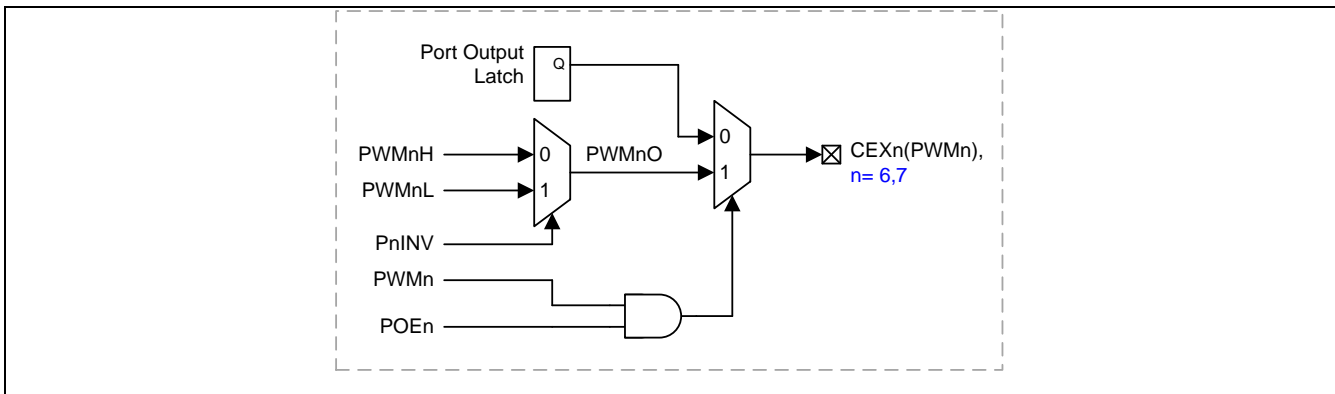 Port Output
Latch
Q
0
1
PWMnH
PWMnL
0
1
PWMnO
CEXn(PWMn),
n= 6,7
PnINV
PWMn
POEn